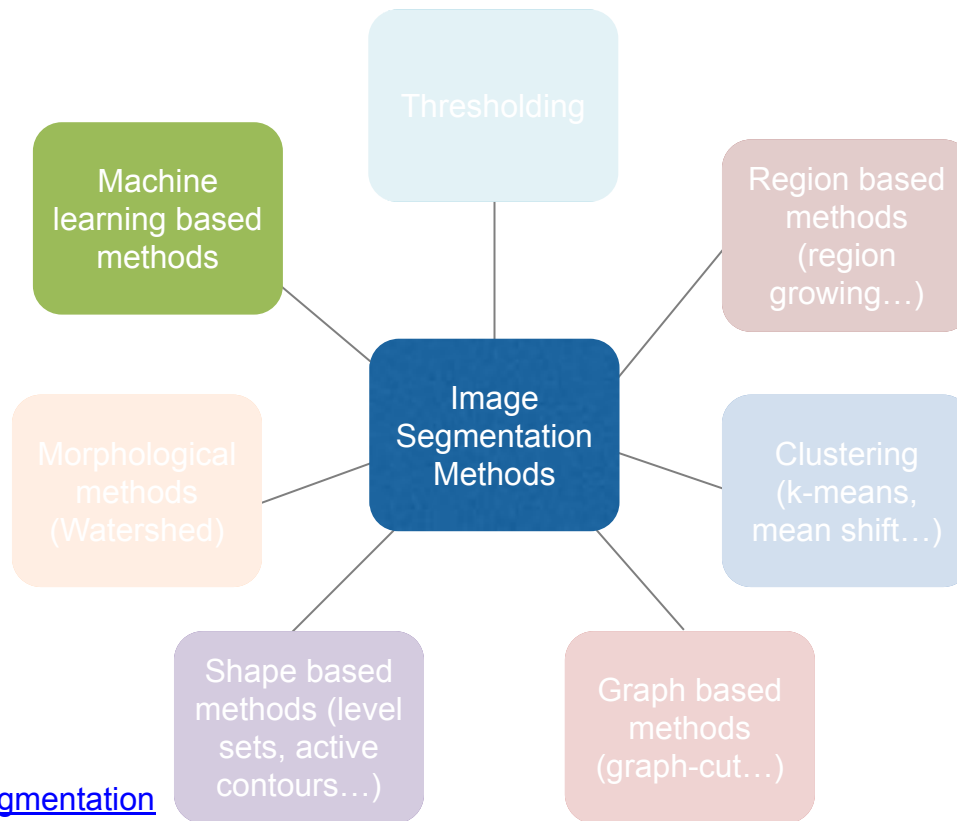 Thresholding
Machine
learning based
methods
Region based
methods
(region
growing…)
Image
Segmentation
Methods
Morphological
methods
(Watershed)
Clustering
(k-means,
mean shift…)
Shape based
methods (level
sets, active
contours…)
Graph based
methods
(graph-cut…)
gmentation